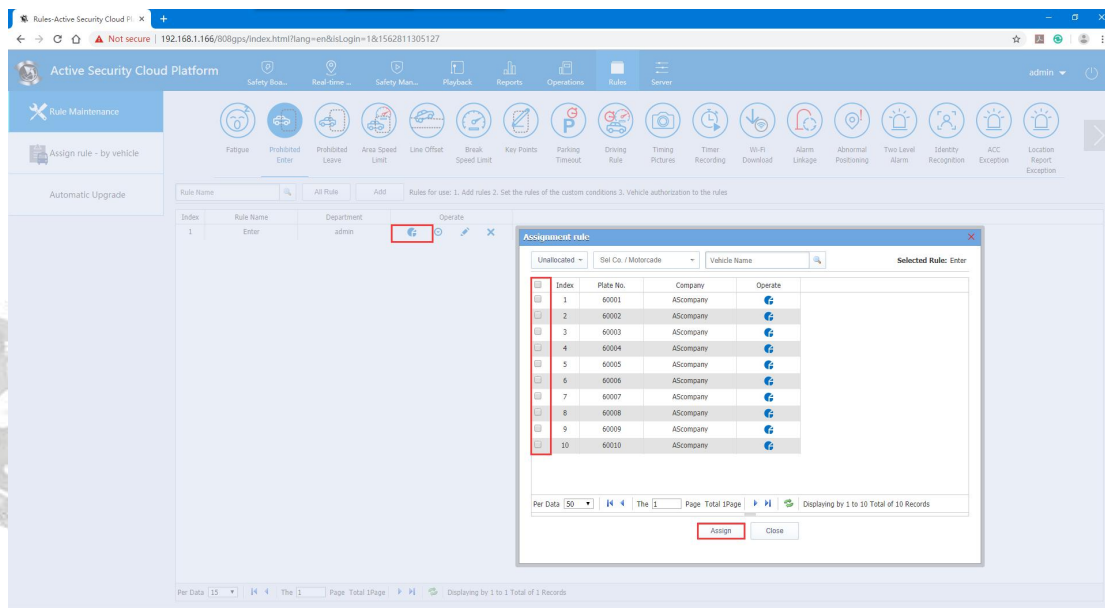 Rules-Active Security Cloud Pl
Not secure | 192.168.1.166/808gps/index.html?lang=en&isLogin=1&1562811305127
Active Security Cloud Platform
Safety Boa... Real-time ... Safety Man... Playback Reports Operations Rules Server
admin
Rule Maintenance
Assign rule - by vehicle
Automatic Upgrade
Fatigue Prohibited Enter Prohibited Leave Area Speed Limit Line Offset Break Speed Limit Key Points Parking Timeout Driving Rule Timing Pictures Timer Recording Wi-Fi Download Alarm Linkage Abnormal Positioning Two Level Alarm Identity Recognition ACC Exception Location Report Exception
Rule Name All Rule Add Rules for use: 1. Add rules 2. Set the rules of the custom conditions 3. Vehicle authorization to the rules
Index Rule Name Department Operate
1 Enter admin
Assignment rule
Unallocated Sel Co. / Motorcade Vehicle Name Selected Rule: Enter
Index Plate No. Company Operate
1 60001 AScompany
2 60002 AScompany
3 60003 AScompany
4 60004 AScompany
5 60005 AScompany
6 60006 AScompany
7 60007 AScompany
8 60008 AScompany
9 60009 AScompany
10 60010 AScompany
Per Data 50 The 1 Page Total 1Page Displaying by 1 to 10 Total of 10 Records
Assign Close
Per Data 15 The 1 Page Total 1Page Displaying by 1 to 1 Total of 1 Records